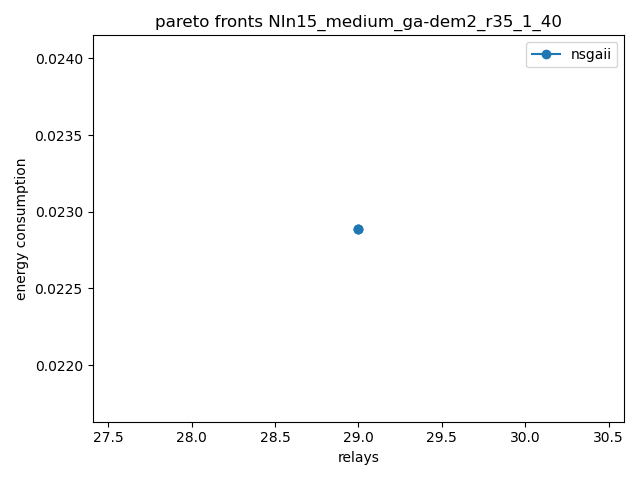 pareto fronts NIn15_medium_ga-dem2_r35_1_40
nsgaii
energy consumption
0.0240
0.0235
0.0230
0.0225
0.0220
27.5 28.0 28.5 29.0 29.5 30.0 30.5
relays